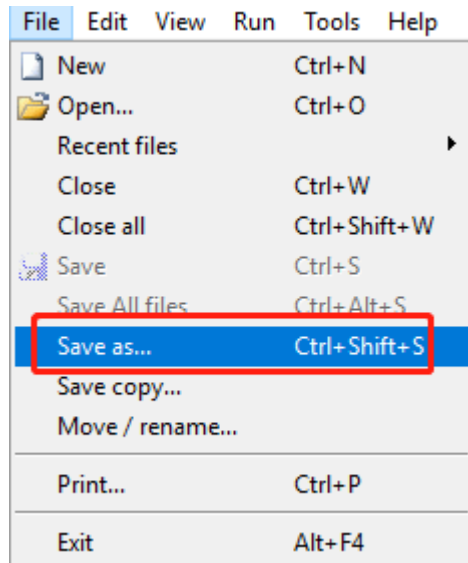 File Edit View Run Tools Help
New Ctrl+N
Open... Ctrl+O
Recent files
Close Ctrl+W
Close all Ctrl+Shift+W
Save Ctrl+S
Save All files Ctrl+Alt+S
Save as... Ctrl+Shift+S
Save copy...
Move / rename...
Print... Ctrl+P
Exit Alt+F4